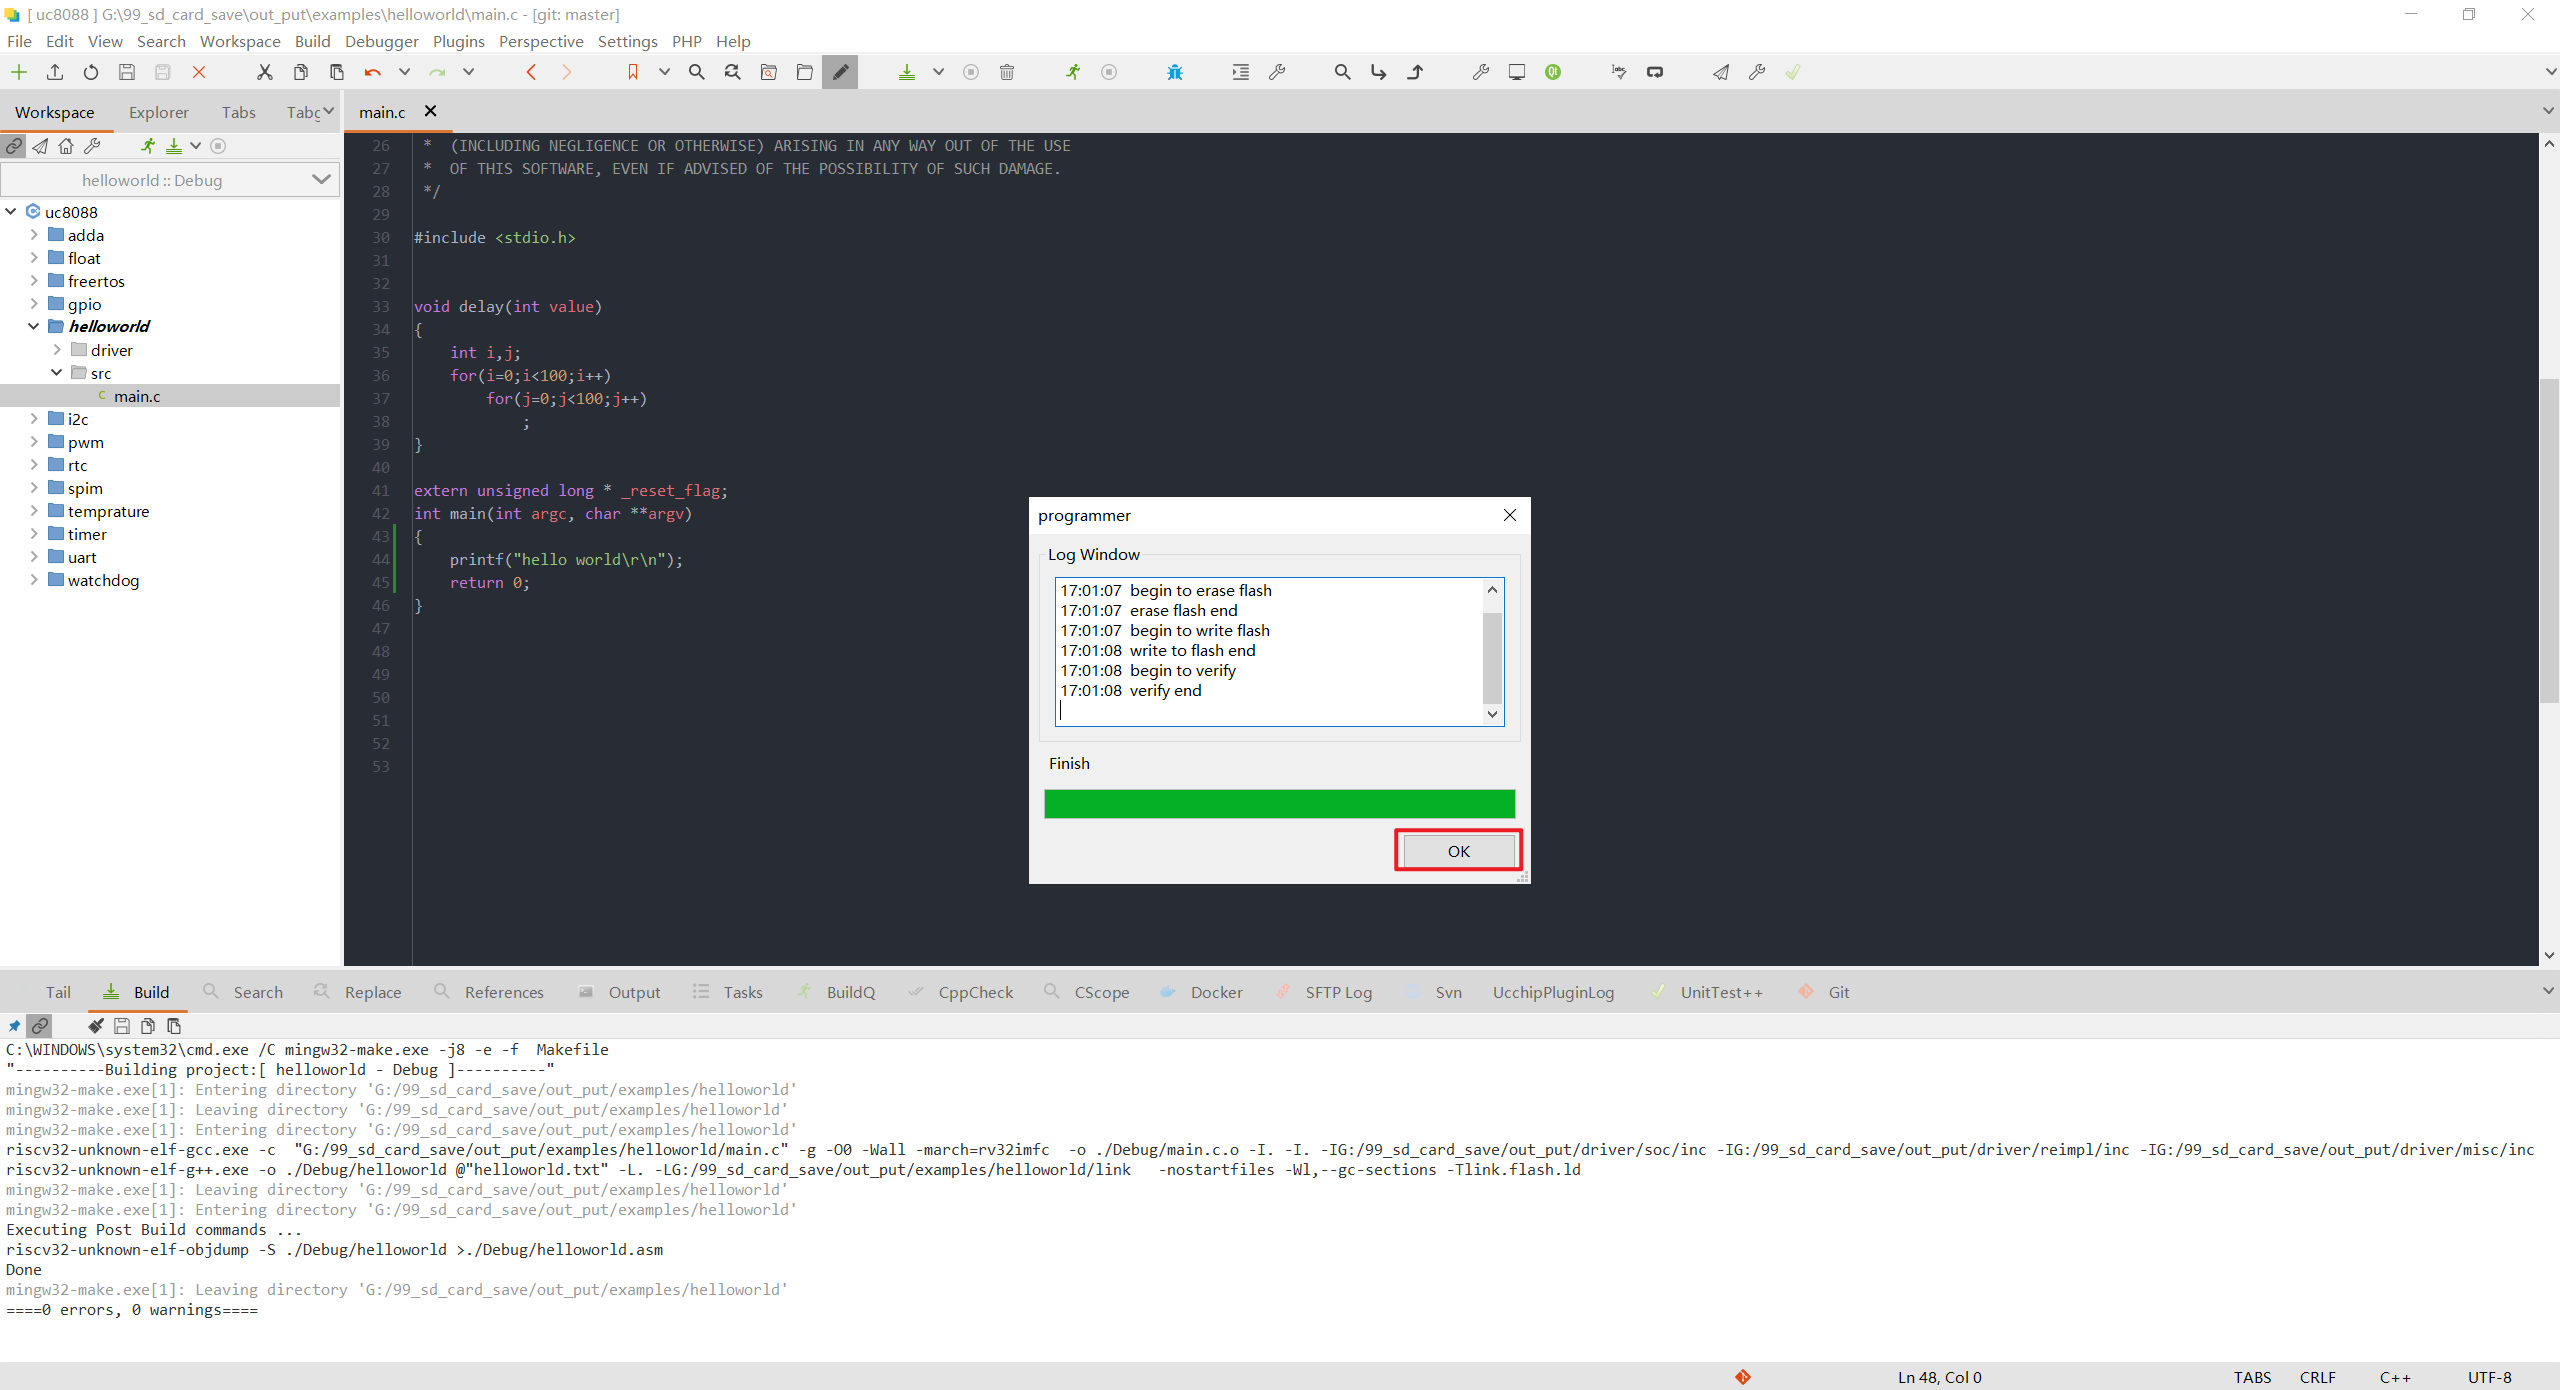 [ uc8088 ] G:\99_sd_card_save\out_put\examples\helloworld\main.c - [git: master]
File Edit View Search Workspace Build Debugger Plugins Perspective Settings PHP Help
Workspace Explorer Tabs Tabg
main.c
helloworld :: Debug
uc8088
adda
float
freertos
gpio
helloworld
driver
src
main.c
i2c
pwm
rtc
spim
temprature
timer
uart
watchdog
26 * (INCLUDING NEGLIGENCE OR OTHERWISE) ARISING IN ANY WAY OUT OF THE USE
27 * OF THIS SOFTWARE, EVEN IF ADVISED OF THE POSSIBILITY OF SUCH DAMAGE.
28 */
29
30 #include <stdio.h>
31
32
33 void delay(int value)
34 {
35 int i,j;
36 for(i=0;i<100;i++)
37 for(j=0;j<100;j++)
38 ;
39 }
40
41 extern unsigned long * _reset_flag;
42 int main(int argc, char **argv)
43 {
44 printf("hello world\r\n");
45 return 0;
46 }
47
48
49
50
51
52
53
programmer
Log Window
17:01:07 begin to erase flash
17:01:07 erase flash end
17:01:07 begin to write flash
17:01:08 write to flash end
17:01:08 begin to verify
17:01:08 verify end
Finish
OK
Tail Build Search Replace References Output Tasks BuildQ CppCheck CScope Docker SFTP Log Svn UcchipPluginLog UnitTest++ Git
C:\WINDOWS\system32\cmd.exe /C mingw32-make.exe -j8 -e -f Makefile
"----------Building project:[ helloworld - Debug ]----------"
mingw32-make.exe[1]: Entering directory 'G:/99_sd_card_save/out_put/examples/helloworld'
mingw32-make.exe[1]: Leaving directory 'G:/99_sd_card_save/out_put/examples/helloworld'
mingw32-make.exe[1]: Entering directory 'G:/99_sd_card_save/out_put/examples/helloworld'
riscv32-unknown-elf-gcc.exe -c "G:/99_sd_card_save/out_put/examples/helloworld/main.c" -g -O0 -Wall -march=rv32imfc -o ./Debug/main.c.o -I. -I. -IG:/99_sd_card_save/out_put/driver/soc/inc -IG:/99_sd_card_save/out_put/driver/reimpl/inc -IG:/99_sd_card_save/out_put/driver/misc/inc
riscv32-unknown-elf-g++.exe -o ./Debug/helloworld @"helloworld.txt" -L. -LG:/99_sd_card_save/out_put/examples/helloworld/link -nostartfiles -Wl,--gc-sections -Tlink.flash.ld
mingw32-make.exe[1]: Leaving directory 'G:/99_sd_card_save/out_put/examples/helloworld'
mingw32-make.exe[1]: Entering directory 'G:/99_sd_card_save/out_put/examples/helloworld'
Executing Post Build commands ...
riscv32-unknown-elf-objdump -S ./Debug/helloworld >./Debug/helloworld.asm
Done
mingw32-make.exe[1]: Leaving directory 'G:/99_sd_card_save/out_put/examples/helloworld'
====0 errors, 0 warnings====
Ln 48, Col 0 TABS CRLF C++ UTF-8